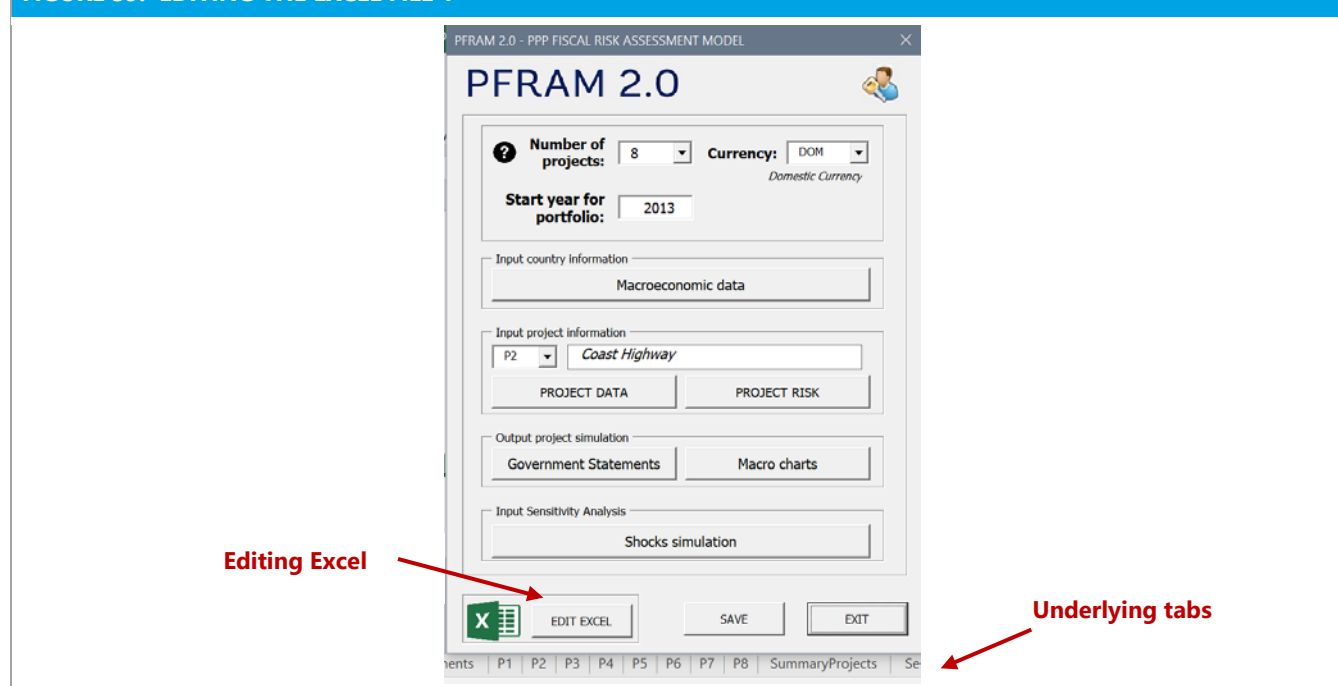 PFRAM 2.0 - PPP FISCAL RISK ASSESSMENT MODEL
PFRAM 2.0
Number of projects: 8 Currency: DOM
Domestic Currency
Start year for portfolio: 2013
Input country information
Macroeconomic data
Input project information
P2 Coast Highway
PROJECT DATA PROJECT RISK
Output project simulation
Government Statements Macro charts
Input Sensitivity Analysis
Shocks simulation
Editing Excel
Underlying tabs
EDIT EXCEL SAVE EXIT
P1 P2 P3 P4 P5 P6 P7 P8 SummaryProjects